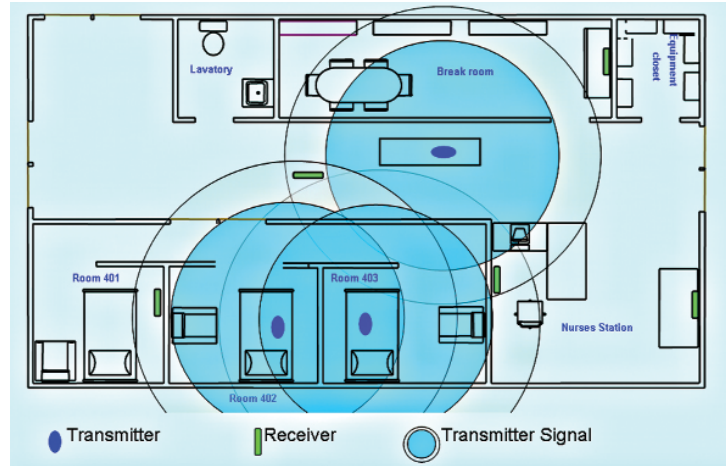 Lavatory
Break room
Equipment
closet
Room 401
Room 403
Nurses Station
Room 402
Transmitter
Receiver
Transmitter Signal